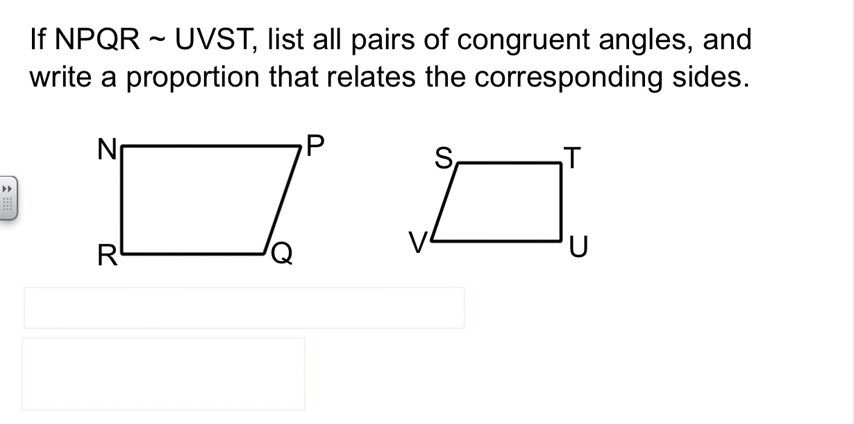 If NPQR ~ UVST, list all pairs of congruent angles, and
write a proportion that relates the corresponding sides.
N
P
S
T
R
Q
V
U